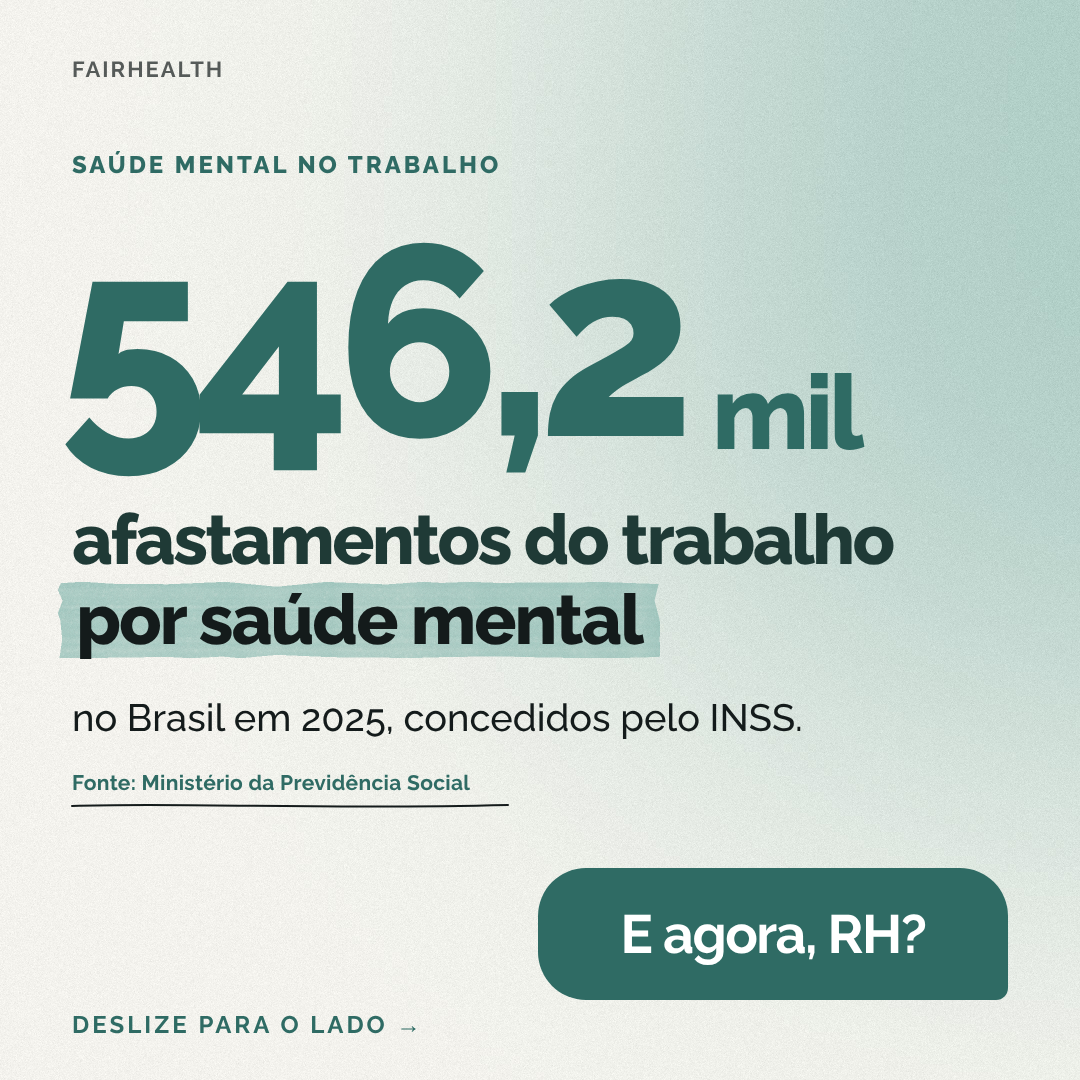 FAIRHEALTH
SAÚDE MENTAL NO TRABALHO
546,2 mil
afastamentos do trabalho
por saúde mental
no Brasil em 2025, concedidos pelo INSS.
Fonte: Ministério da Previdência Social
E agora, RH?
DESLIZE PARA O LADO →